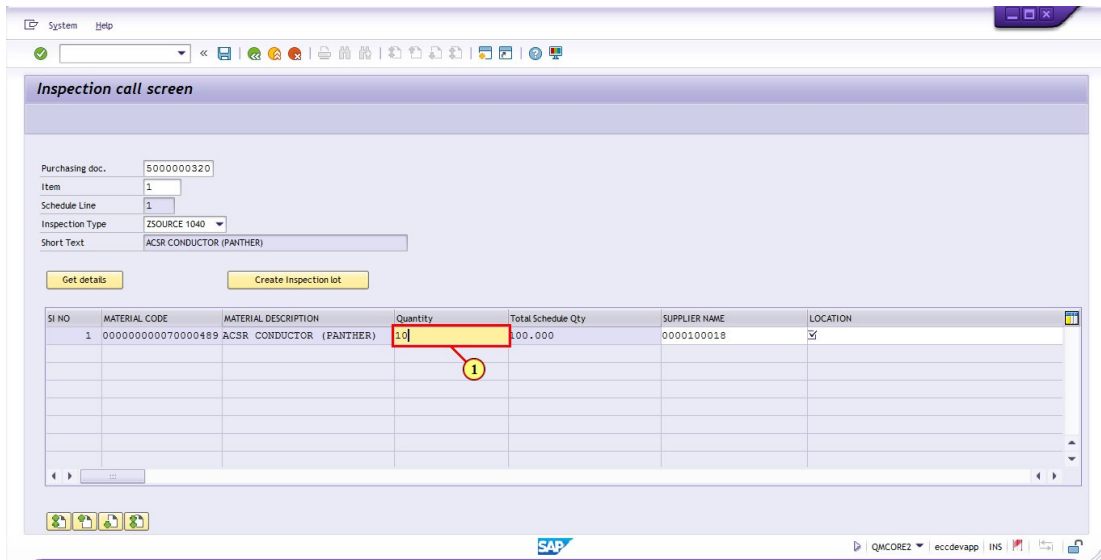 System Help
Inspection call screen
Purchasing doc. 5000000320
Item 1
Schedule Line 1
Inspection Type ZSOURCE 1040
Short Text ACSR CONDUCTOR (PANTHER)
Get details Create Inspection lot
SI NO MATERIAL CODE MATERIAL DESCRIPTION Quantity Total Schedule Qty SUPPLIER NAME LOCATION
1 000000000070000489 ACSR CONDUCTOR (PANTHER) 10 100.000 0000100018
1
SAP QMCORE2 eccdevapp INS